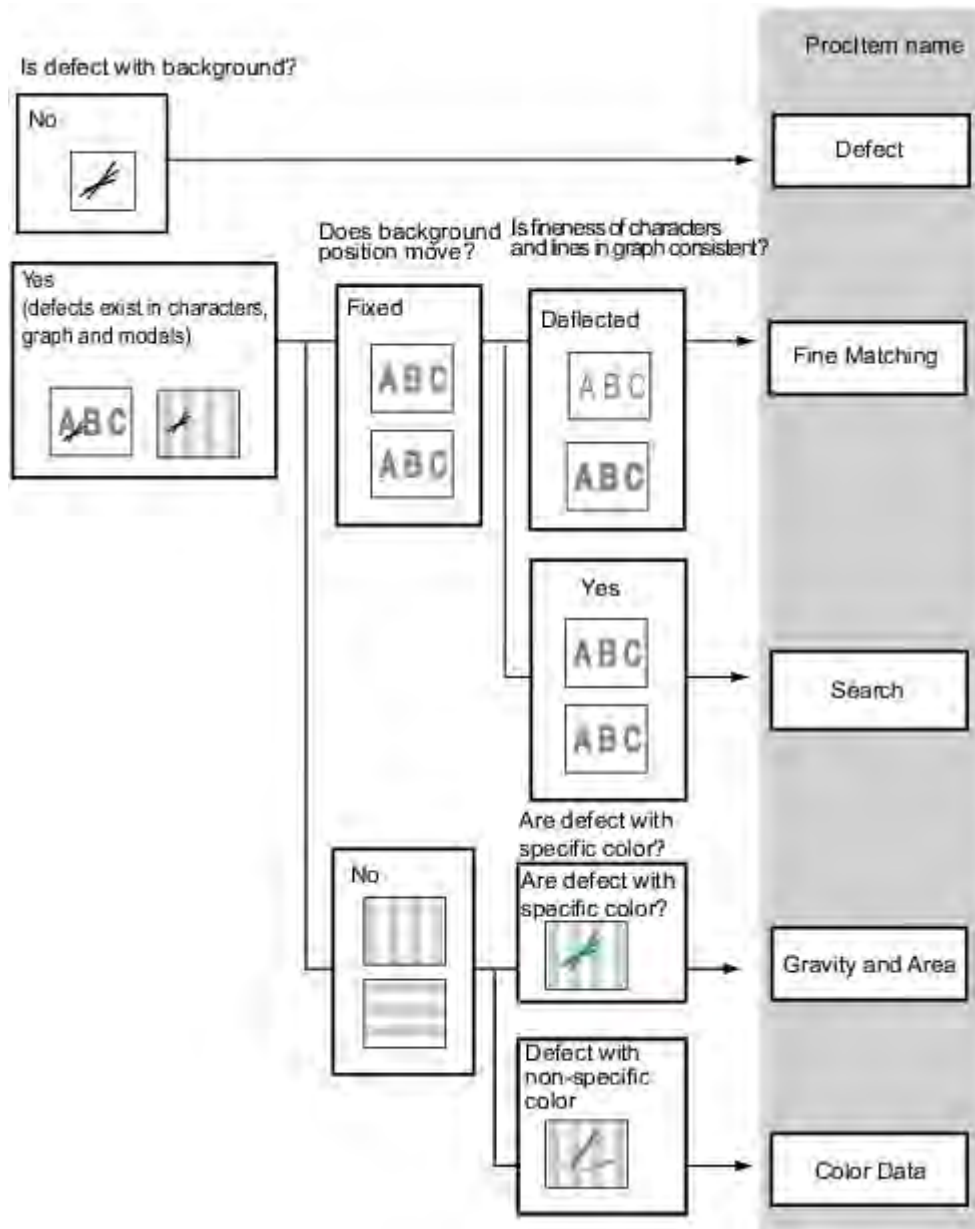 ProcItem name
Is defect with background?
No
Defect
Does background
position move?
Is fineness of characters
and lines in graph consistent?
Yes
(defects exist in characters,
graph and modals)
ABC
Fixed
ABC
ABC
Deflected
ABC
ABC
Fine Matching
Yes
ABC
ABC
Search
Are defect with
specific color?
No
Are defect with
specific color?
Gravity and Area
Defect with
non-specific
color
Color Data